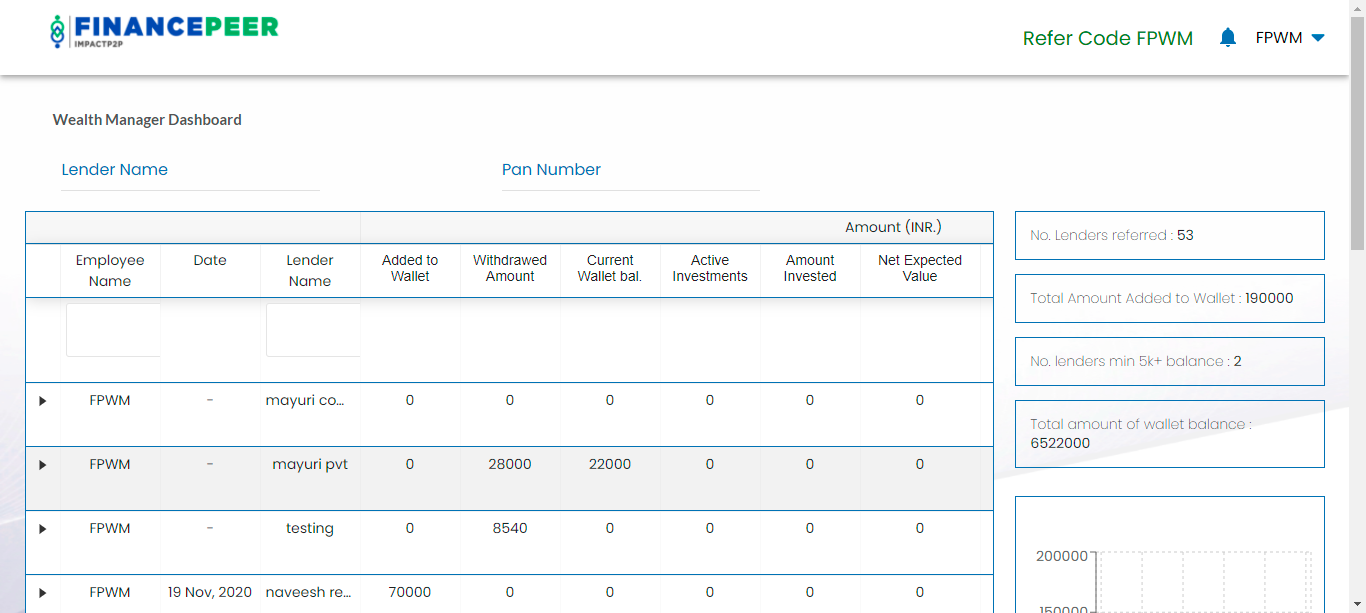 FINANCEPEER
IMPACTP2P
Refer Code FPWM
FPWM
Wealth Manager Dashboard
Lender Name
Pan Number
Amount (INR.)
Employee Name
Date
Lender Name
Added to Wallet
Withdrawed Amount
Current Wallet bal.
Active Investments
Amount Invested
Net Expected Value
FPWM - mayuri co... 0 0 0 0 0 0
FPWM - mayuri pvt 0 28000 22000 0 0 0
FPWM - testing 0 8540 0 0 0 0
FPWM 19 Nov, 2020 naveesh re... 70000 0 0 0 0 0
No. Lenders referred : 53
Total Amount Added to Wallet : 190000
No. lenders min 5k+ balance : 2
Total amount of wallet balance :
6522000
200000
150000